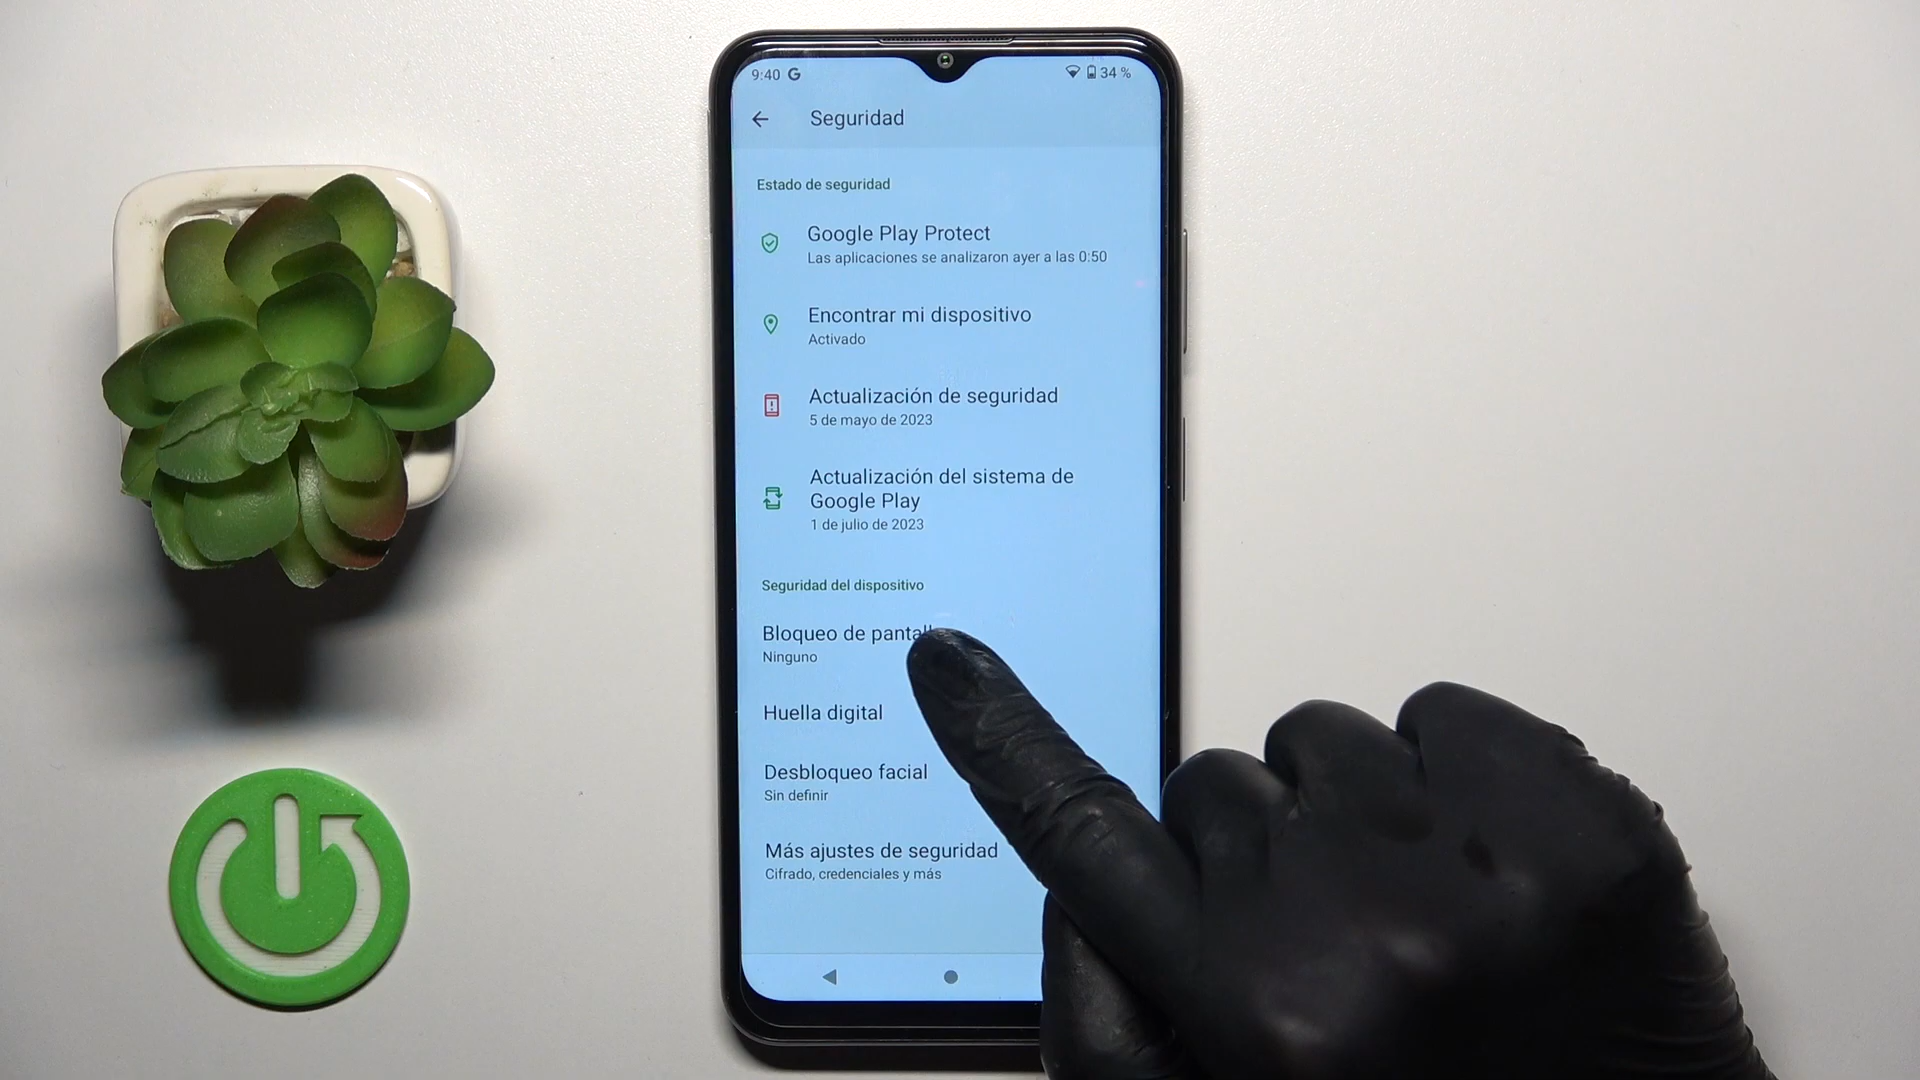 9:40 G
34 %
Seguridad
Estado de seguridad
Google Play Protect
Las aplicaciones se analizaron ayer a las 0:50
Encontrar mi dispositivo
Activado
Actualización de seguridad
5 de mayo de 2023
Actualización del sistema de
Google Play
1 de julio de 2023
Seguridad del dispositivo
Bloqueo de
Ninguno
Huella digital
Desbloqueo facial
Sin definir
Más ajustes de seguridad
Cifrado, credenciales y más